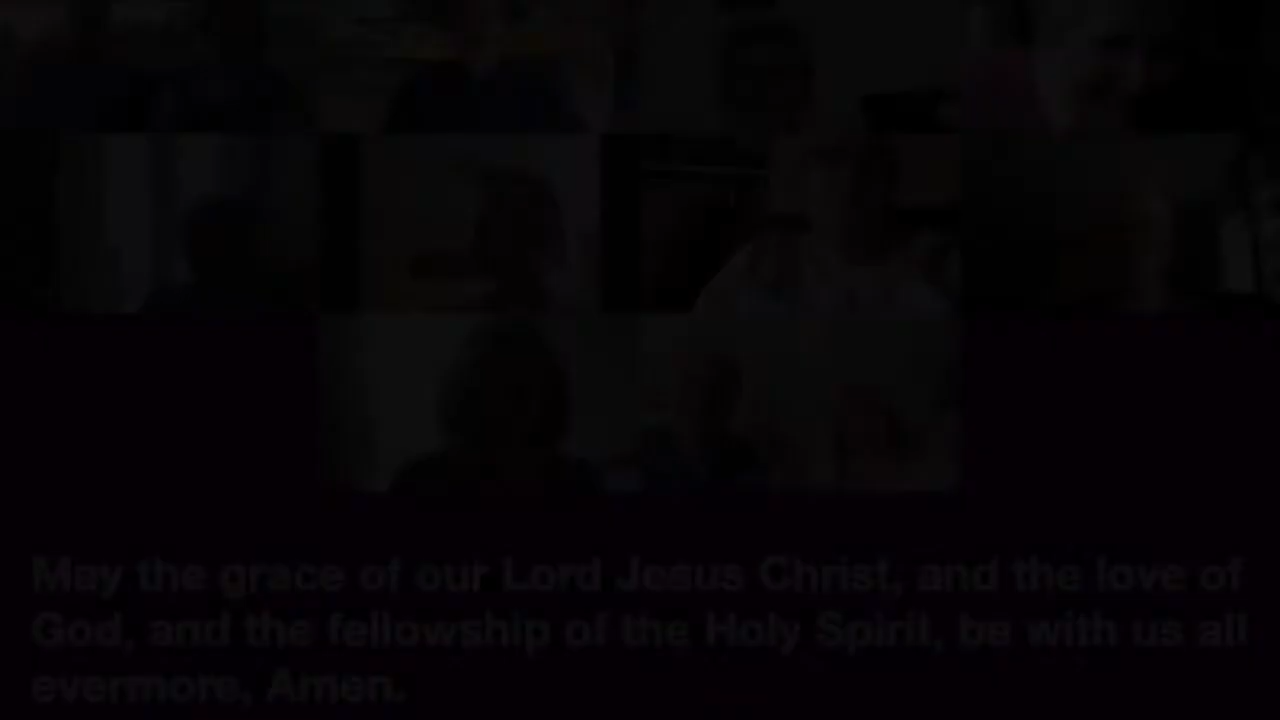 May the grace of our Lord Jesus Christ, and the love of
God, and the fellowship of the Holy Spirit, be with us all
evermore, Amen.